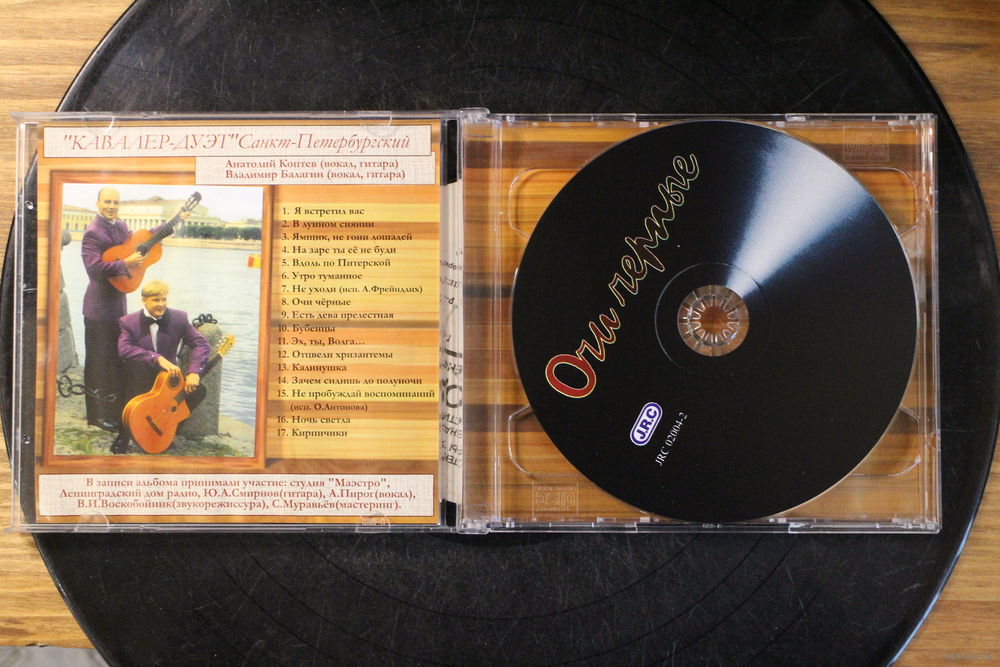 "КАВАЛЕР-ДУЭТ" Санкт-Петербургский
Анатолий Коптев (вокал, гитара)
Владимир Балагин (вокал, гитара)
1. Я встретил вас
2. В лунном сиянии
3. Ямщик, не гони лошадей
4. На заре ты её не буди
5. Вдоль по Питерской
6. Утро туманное
7. Не уходи (исп. А.Фрейндлих)
8. Очи чёрные
9. Есть дева прелестная
10. Бубенцы
11. Эх, ты, Волга...
12. Отцвели хризантемы
13. Калинушка
14. Зачем сидишь до полуночи
15. Не пробуждай воспоминаний
(исп. О.Антонова)
16. Ночь светла
17. Кирпичики
В записи альбома принимали участие: студия "Маэстро",
Ленинградский дом радио, Ю.А.Смирнов(гитара), А.Пирог(вокал),
В.И.Воскобойник(звукорежиссура), С.Муравьёв(мастеринг).
Очи черные
JRC
JRC 02004-2